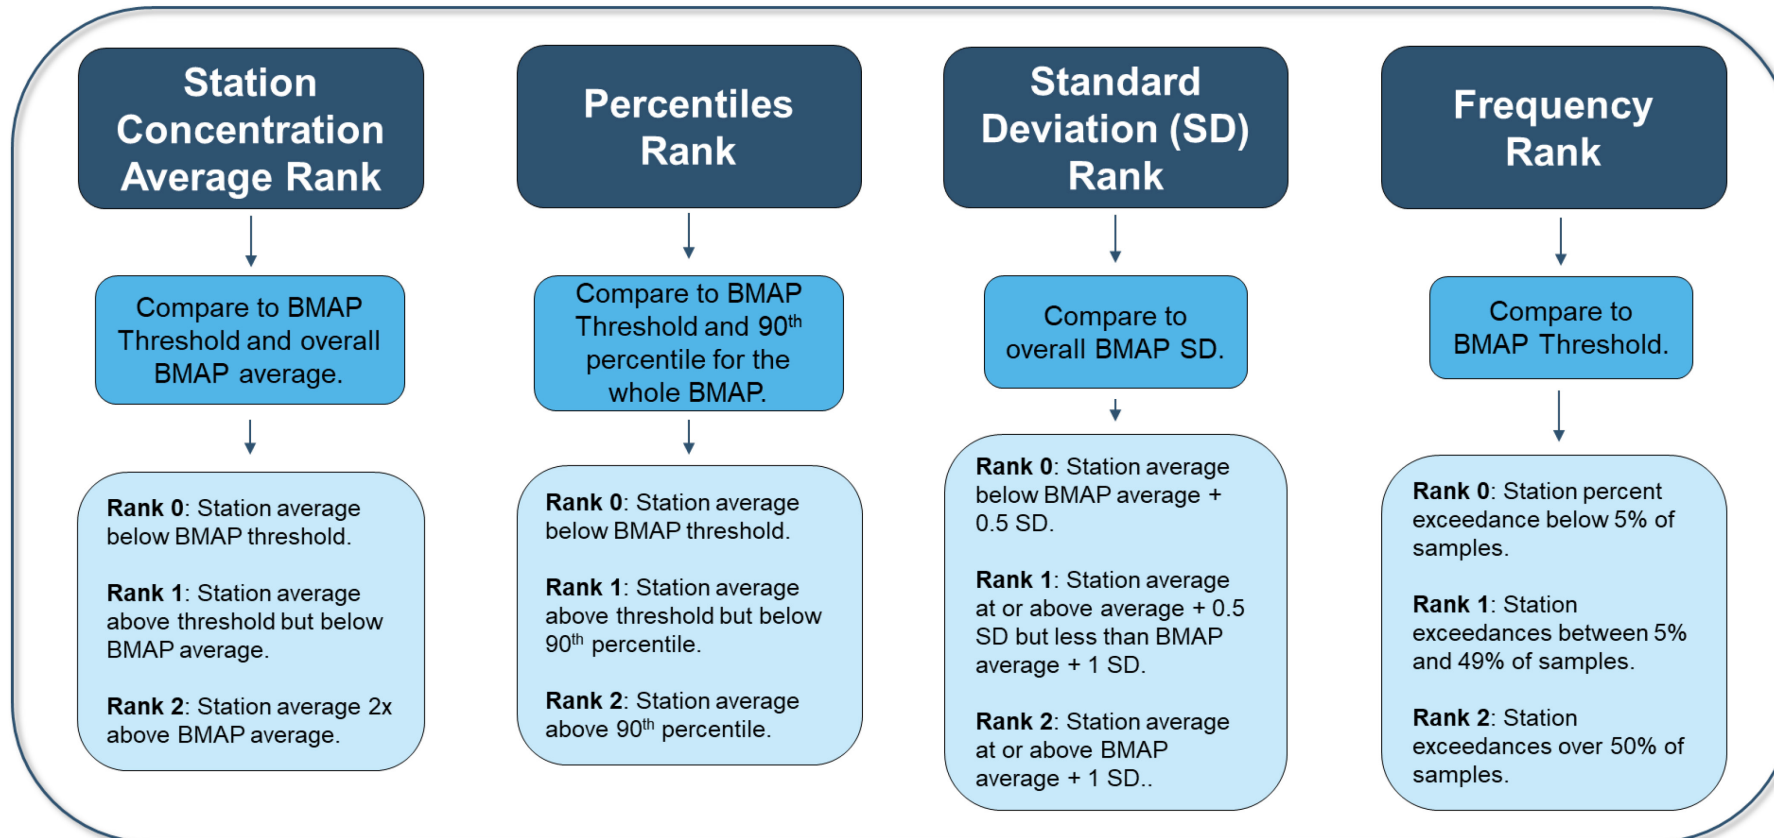 Station
Concentration
Average Rank
Compare to BMAP
Threshold and overall
BMAP average.
Rank 0: Station average
below BMAP threshold.
Rank 1: Station average
above threshold but below
BMAP average.
Rank 2: Station average 2x
above BMAP average.
Percentiles
Rank
Compare to BMAP
Threshold and 90th
percentile for the
whole BMAP.
Rank 0: Station average
below BMAP threshold.
Rank 1: Station average
above threshold but below
90th percentile.
Rank 2: Station average
above 90th percentile.
Standard
Deviation (SD)
Rank
Compare to
overall BMAP SD.
Rank 0: Station average
below BMAP average +
0.5 SD.
Rank 1: Station average
at or above average + 0.5
SD but less than BMAP
average + 1 SD.
Rank 2: Station average
at or above BMAP
average + 1 SD..
Frequency
Rank
Compare to
BMAP Threshold.
Rank 0: Station percent
exceedance below 5% of
samples.
Rank 1: Station
exceedances between 5%
and 49% of samples.
Rank 2: Station
exceedances over 50% of
samples.